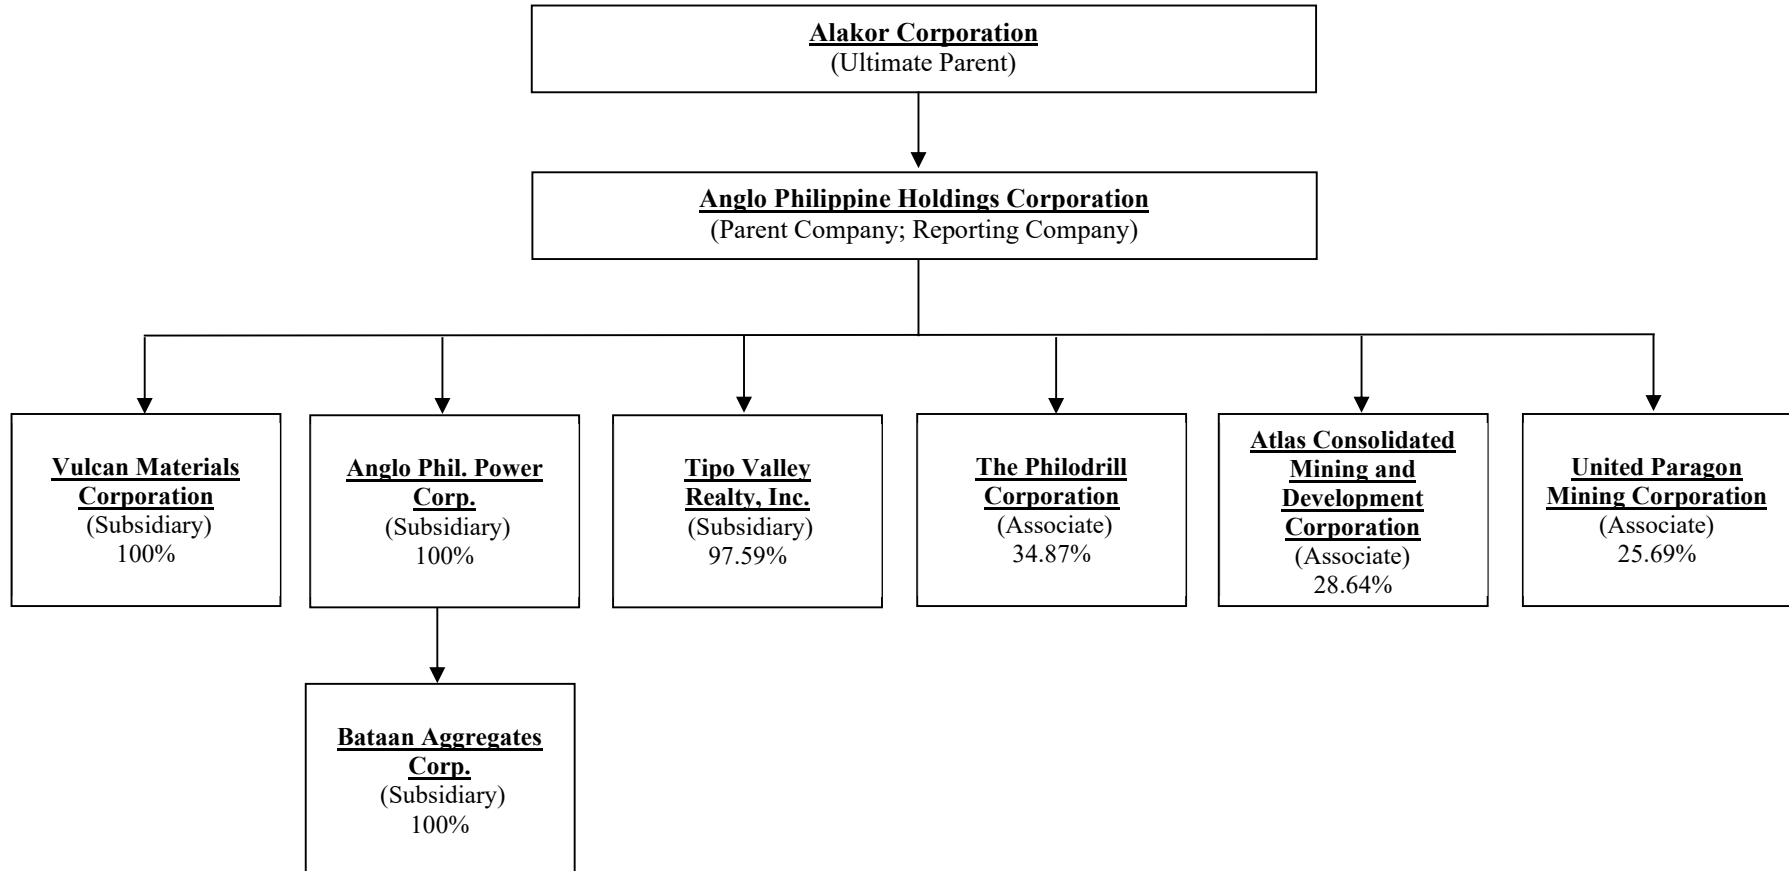 Alakor Corporation
(Ultimate Parent)
Anglo Philippine Holdings Corporation
(Parent Company; Reporting Company)
Vulcan Materials
Corporation
(Subsidiary)
100%
Anglo Phil. Power
Corp.
(Subsidiary)
100%
Tipo Valley
Realty, Inc.
(Subsidiary)
97.59%
The Philodrill
Corporation
(Associate)
34.87%
Atlas Consolidated
Mining and
Development
Corporation
(Associate)
28.64%
United Paragon
Mining Corporation
(Associate)
25.69%
Bataan Aggregates
Corp.
(Subsidiary)
100%